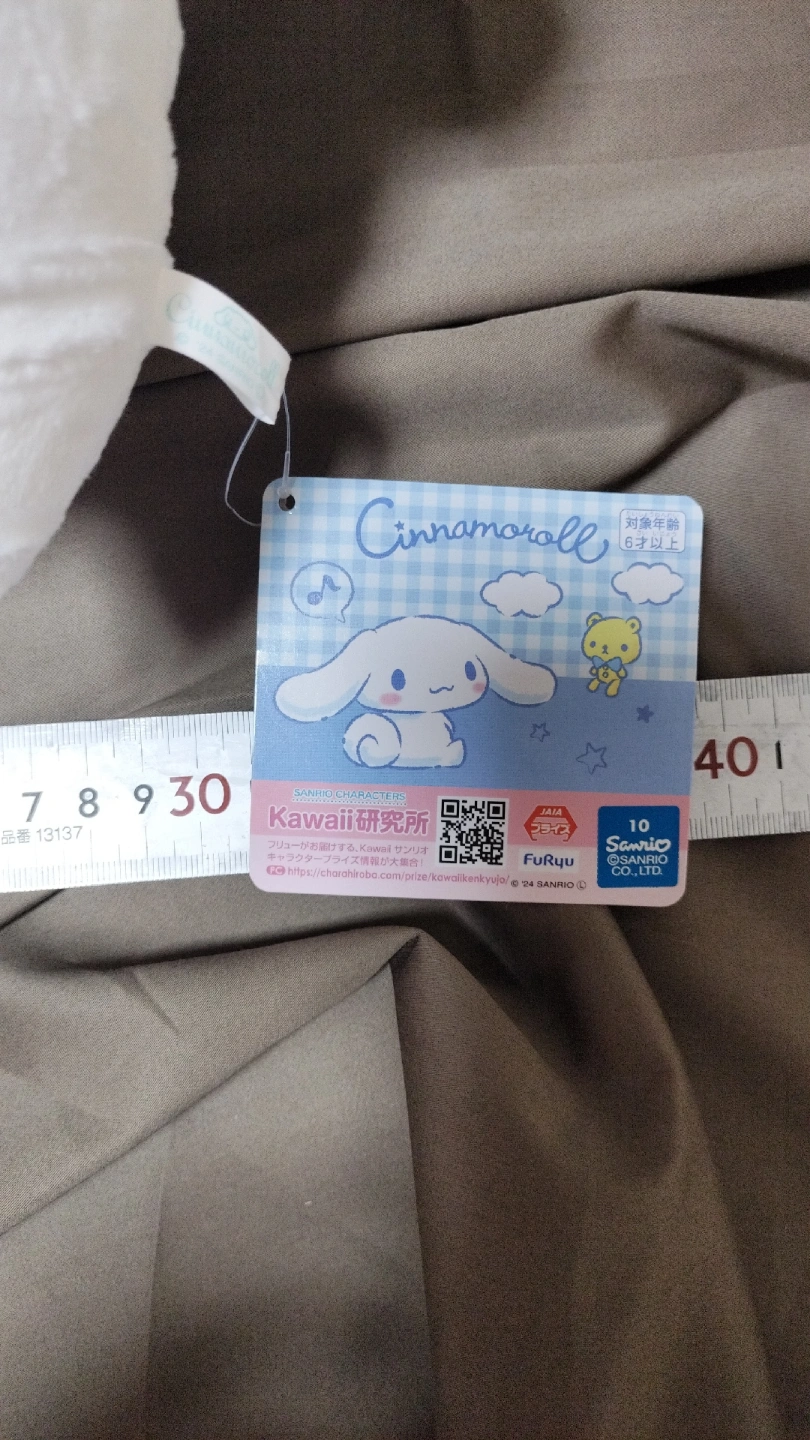 Cinnamoroll
Cinnamoroll
対象年齢
6才以上
7 8 9 30
40 1
品番 13137
SANRIO CHARACTERS
Kawaii研究所
フリューがお届けする、Kawaii サンリオ
キャラクタープライズ情報が大集合!
PC https://charahiroba.com/prize/kawaiikenkyujo/
JAIA
プライズ
FuRyu
© '24 SANRIO Ⓛ
10
Sanrio
©SANRIO
CO., LTD.